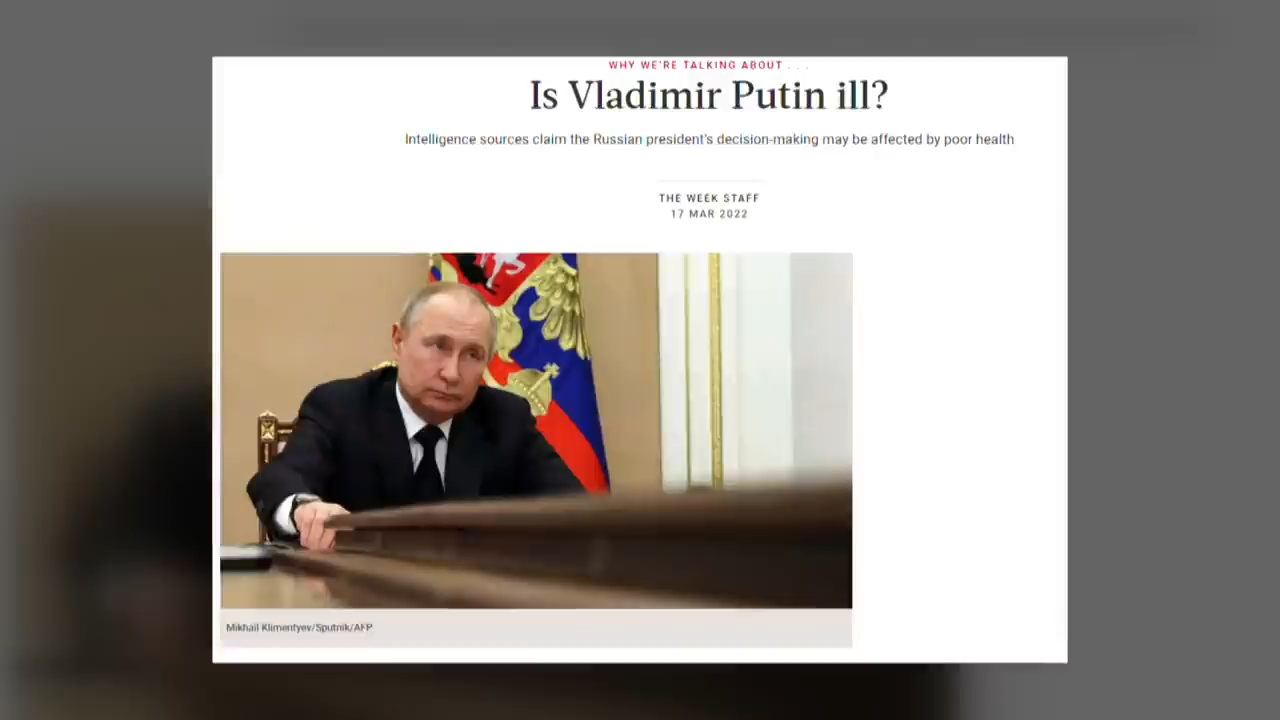 WHY WE'RE TALKING ABOUT . . .
Is Vladimir Putin ill?
Intelligence sources claim the Russian president's decision-making may be affected by poor health
THE WEEK STAFF
17 MAR 2022
Mikhail Klimentyev/Sputnik/AFP